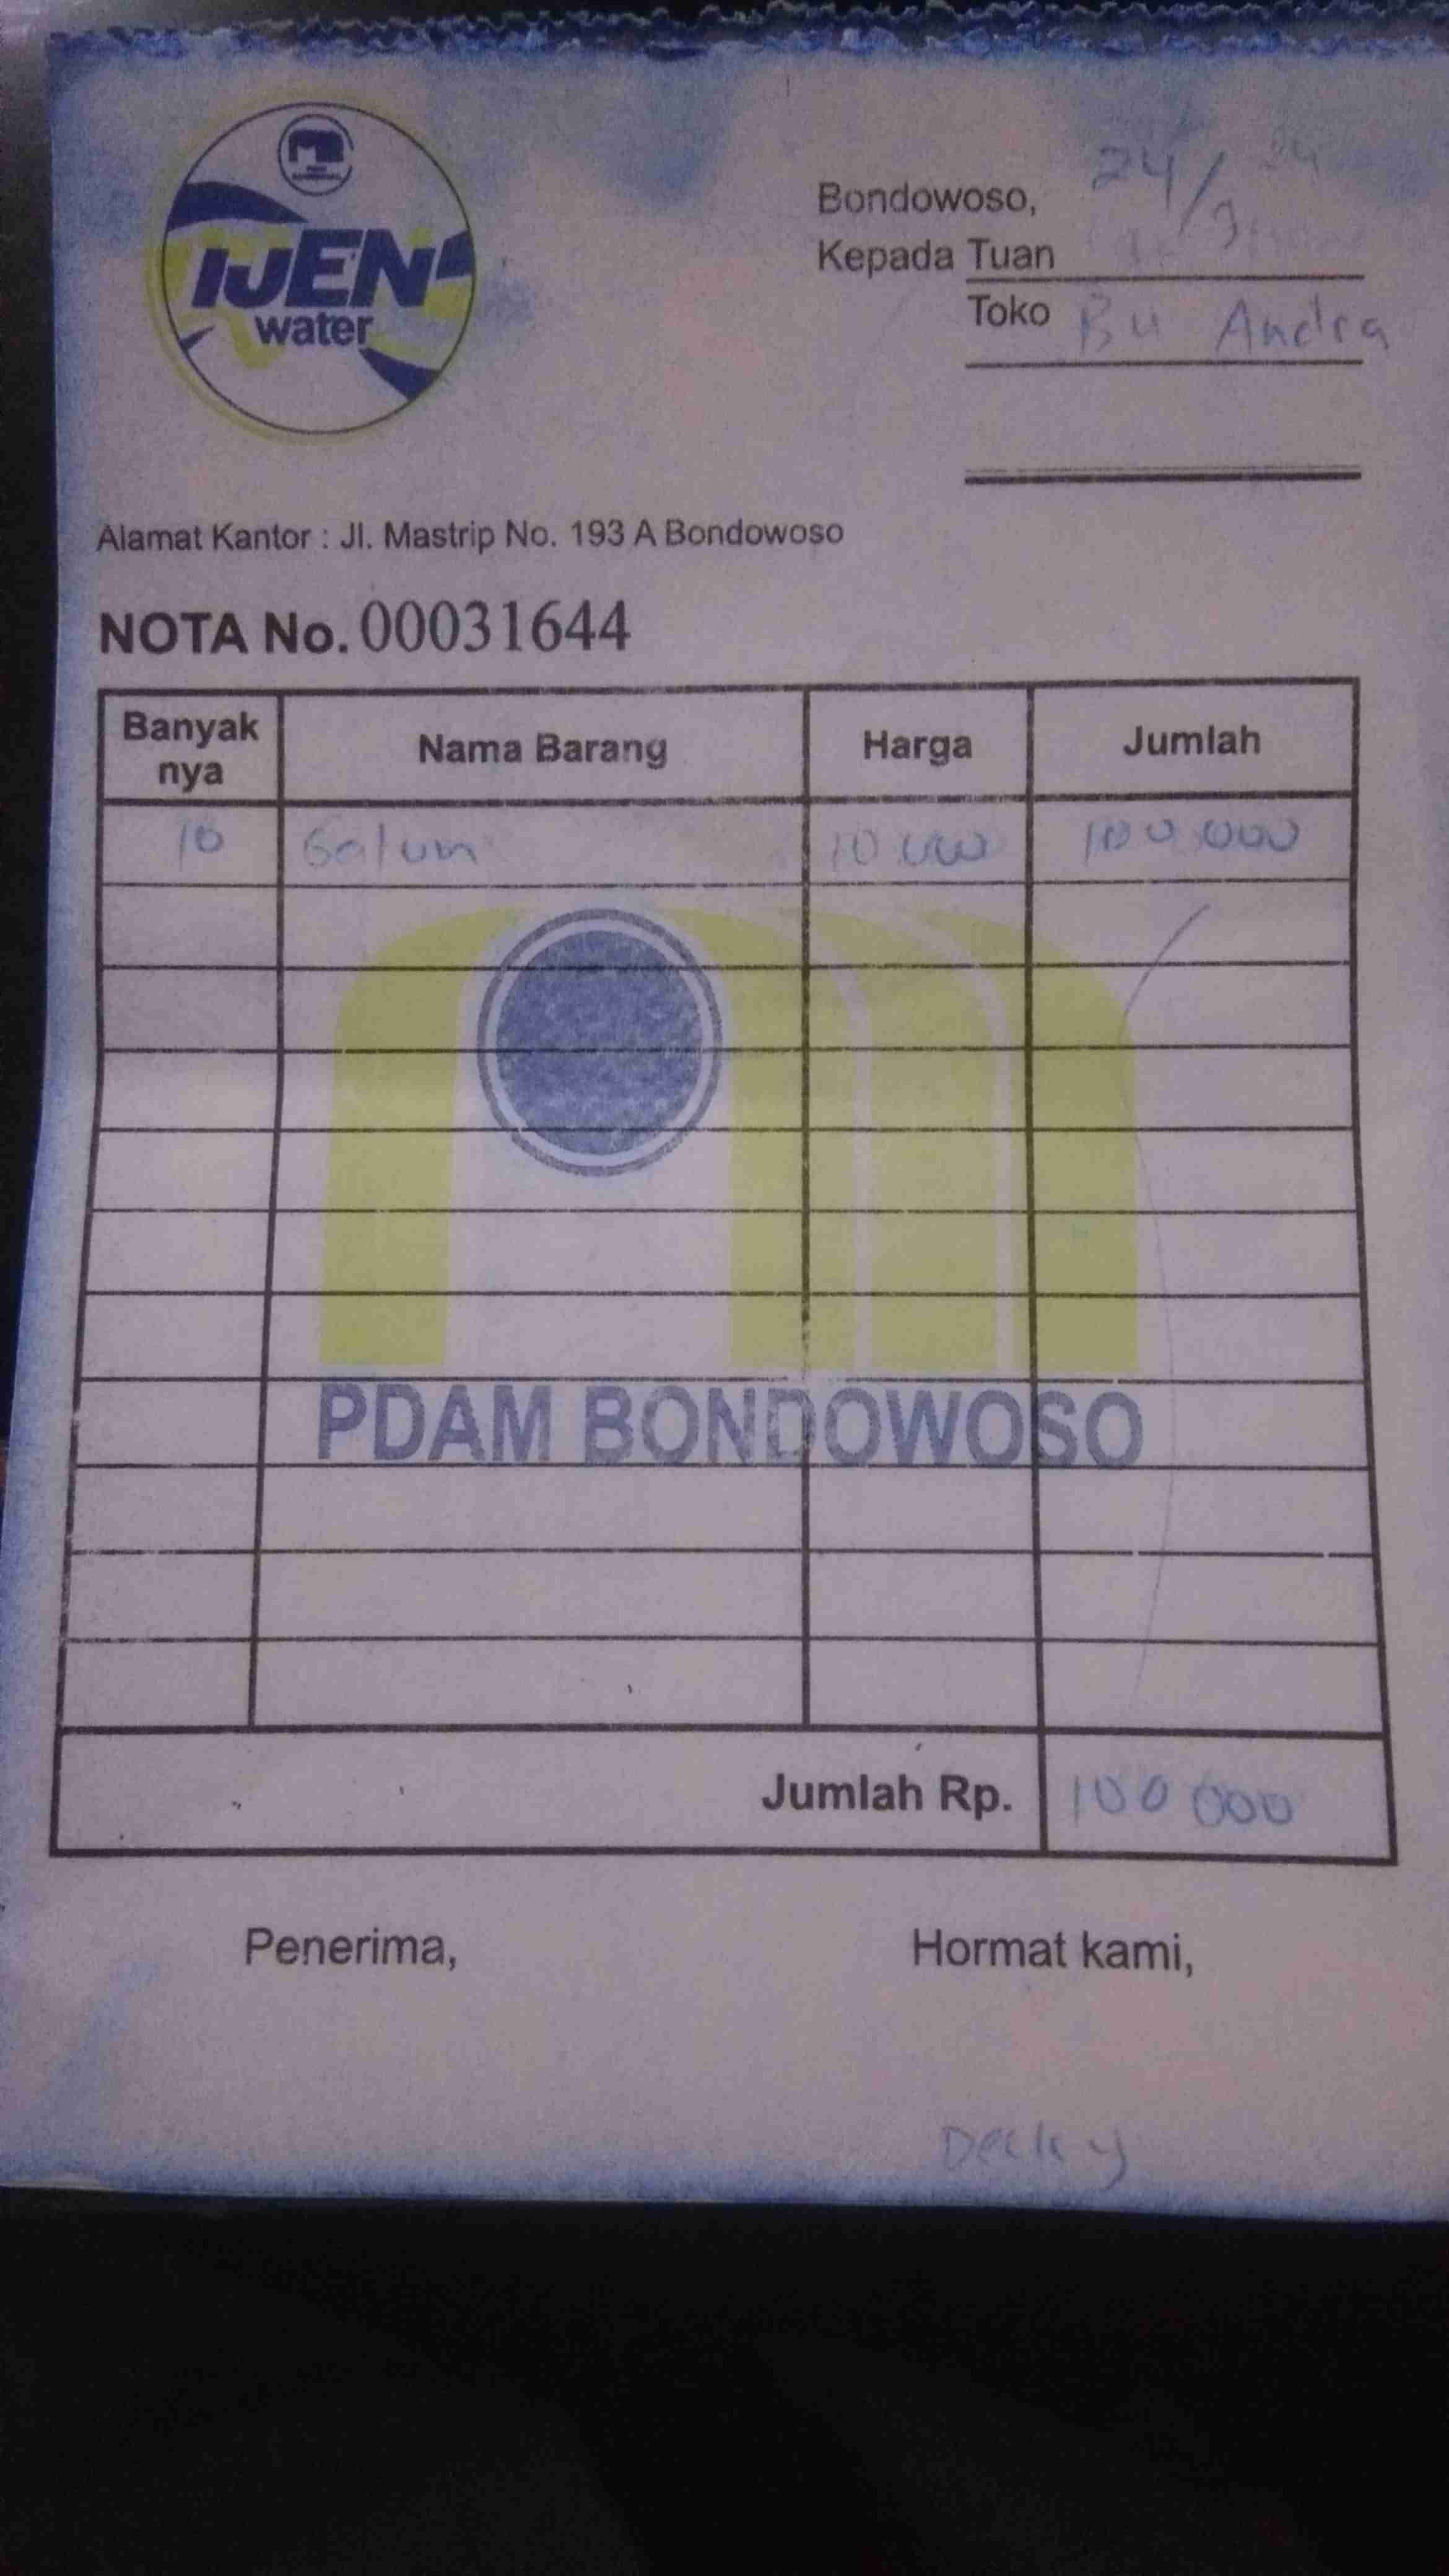 IJEN
water
Bondowoso, 24/9 24
Kepada Tuan
Toko Bu Andra
Alamat Kantor : Jl. Mastrip No. 193 A Bondowoso
NOTA No. 00031644
Banyak nya Nama Barang Harga Jumlah
10 Galon 10 000 100 000
PDAM BONDOWOSO
Jumlah Rp. 100 000
Penerima, Hormat kami,